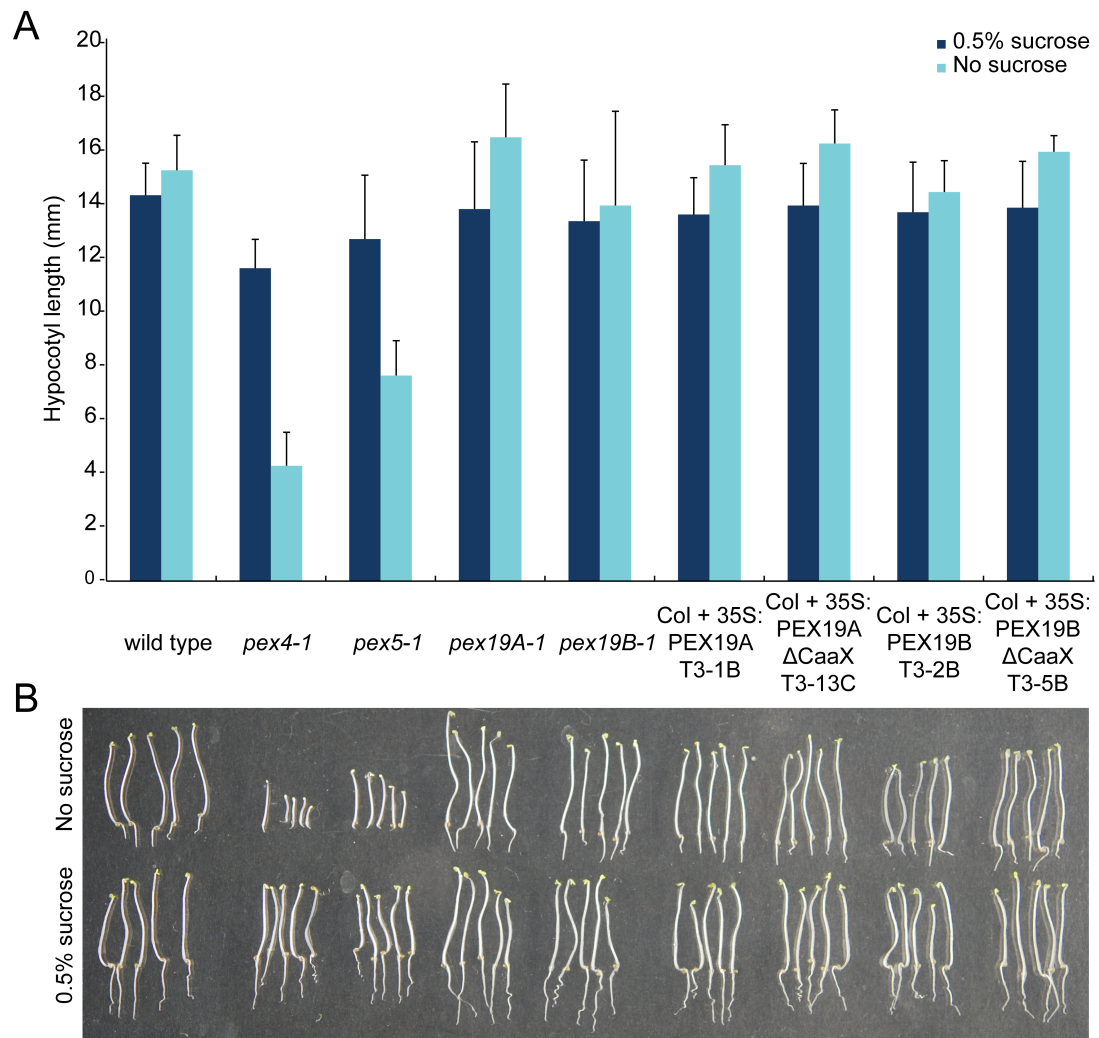 A
20
18
16
14
12
10
8
6
4
2
0
Hypocotyl length (mm)
0.5% sucrose
No sucrose
wild type
pex4-1
pex5-1
pex19A-1
pex19B-1
Col + 35S:
PEX19A
T3-1B
Col + 35S:
PEX19A
ΔCaaX
T3-13C
Col + 35S:
PEX19B
T3-2B
Col + 35S:
PEX19B
ΔCaaX
T3-5B
B
No sucrose
0.5% sucrose